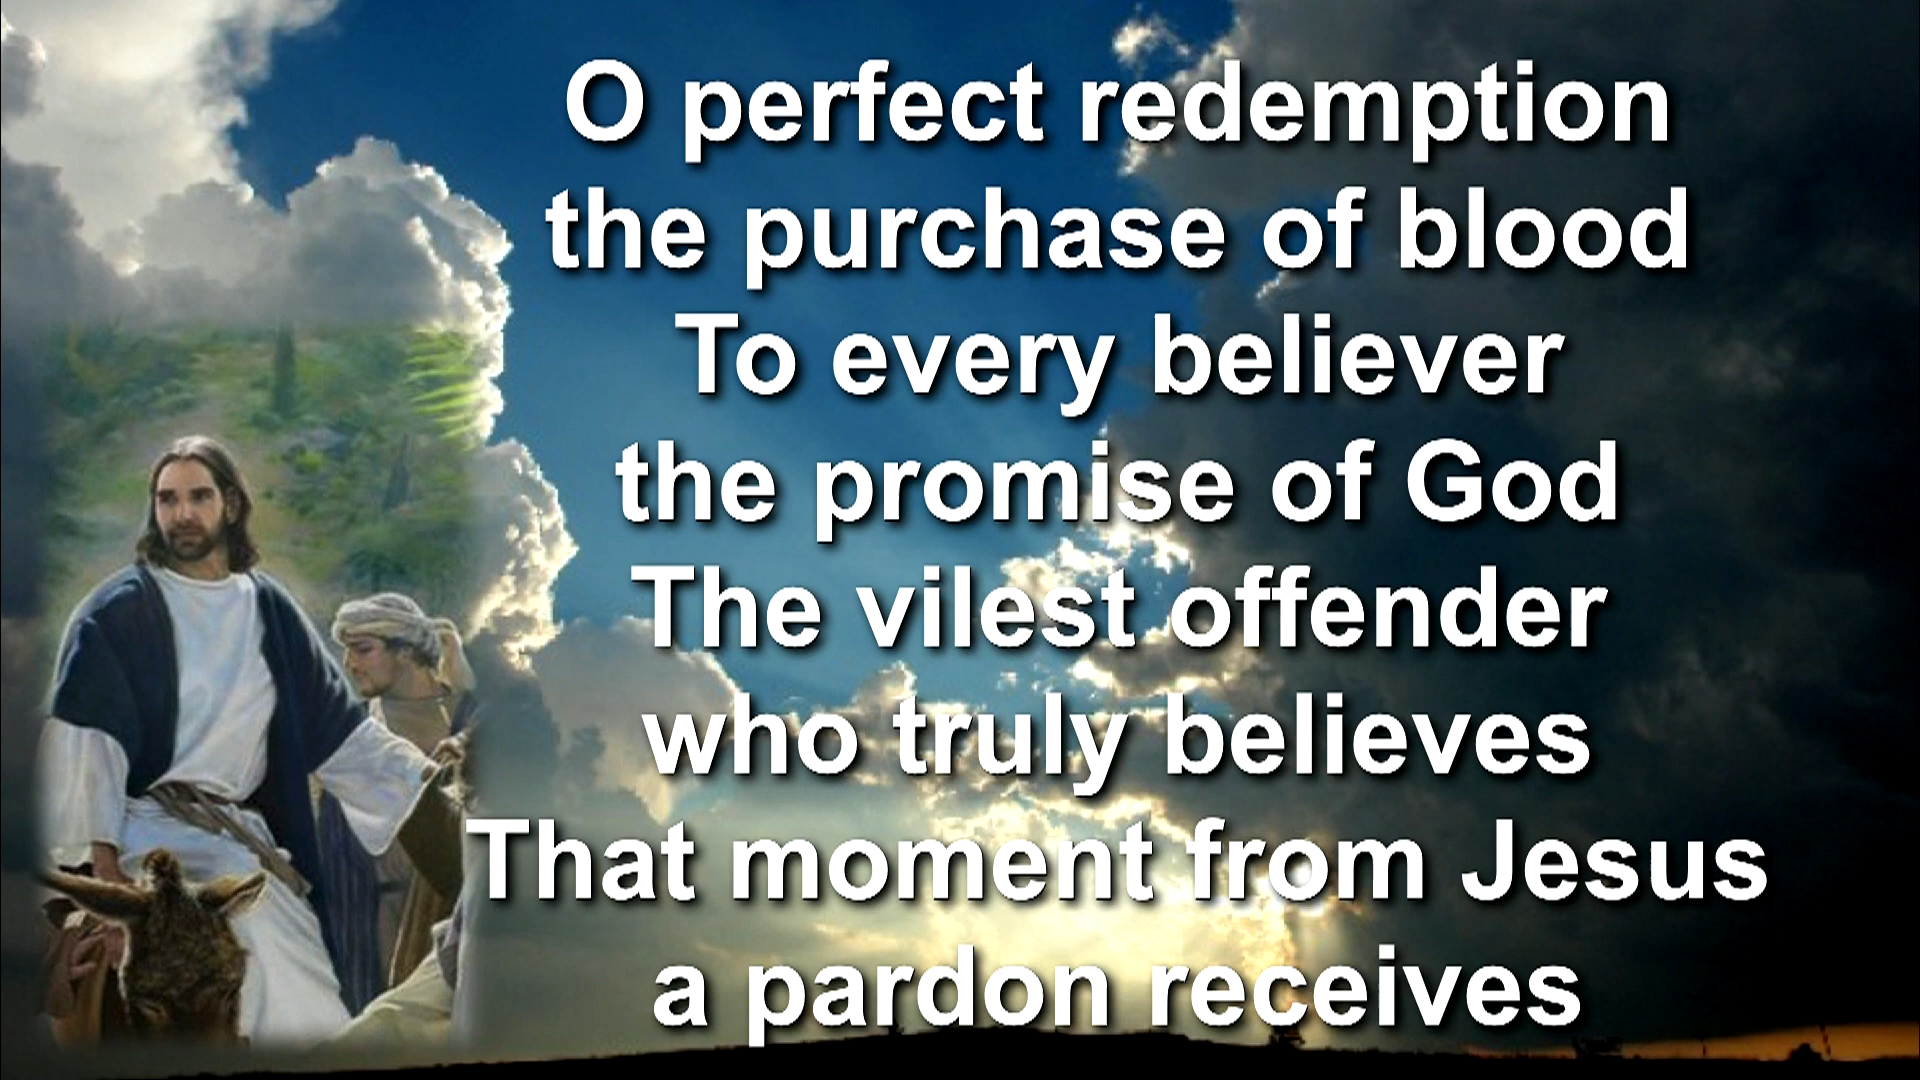 O perfect redemption
the purchase of blood
To every believer
the promise of God
The vilest offender
who truly believes
That moment from Jesus
a pardon receives